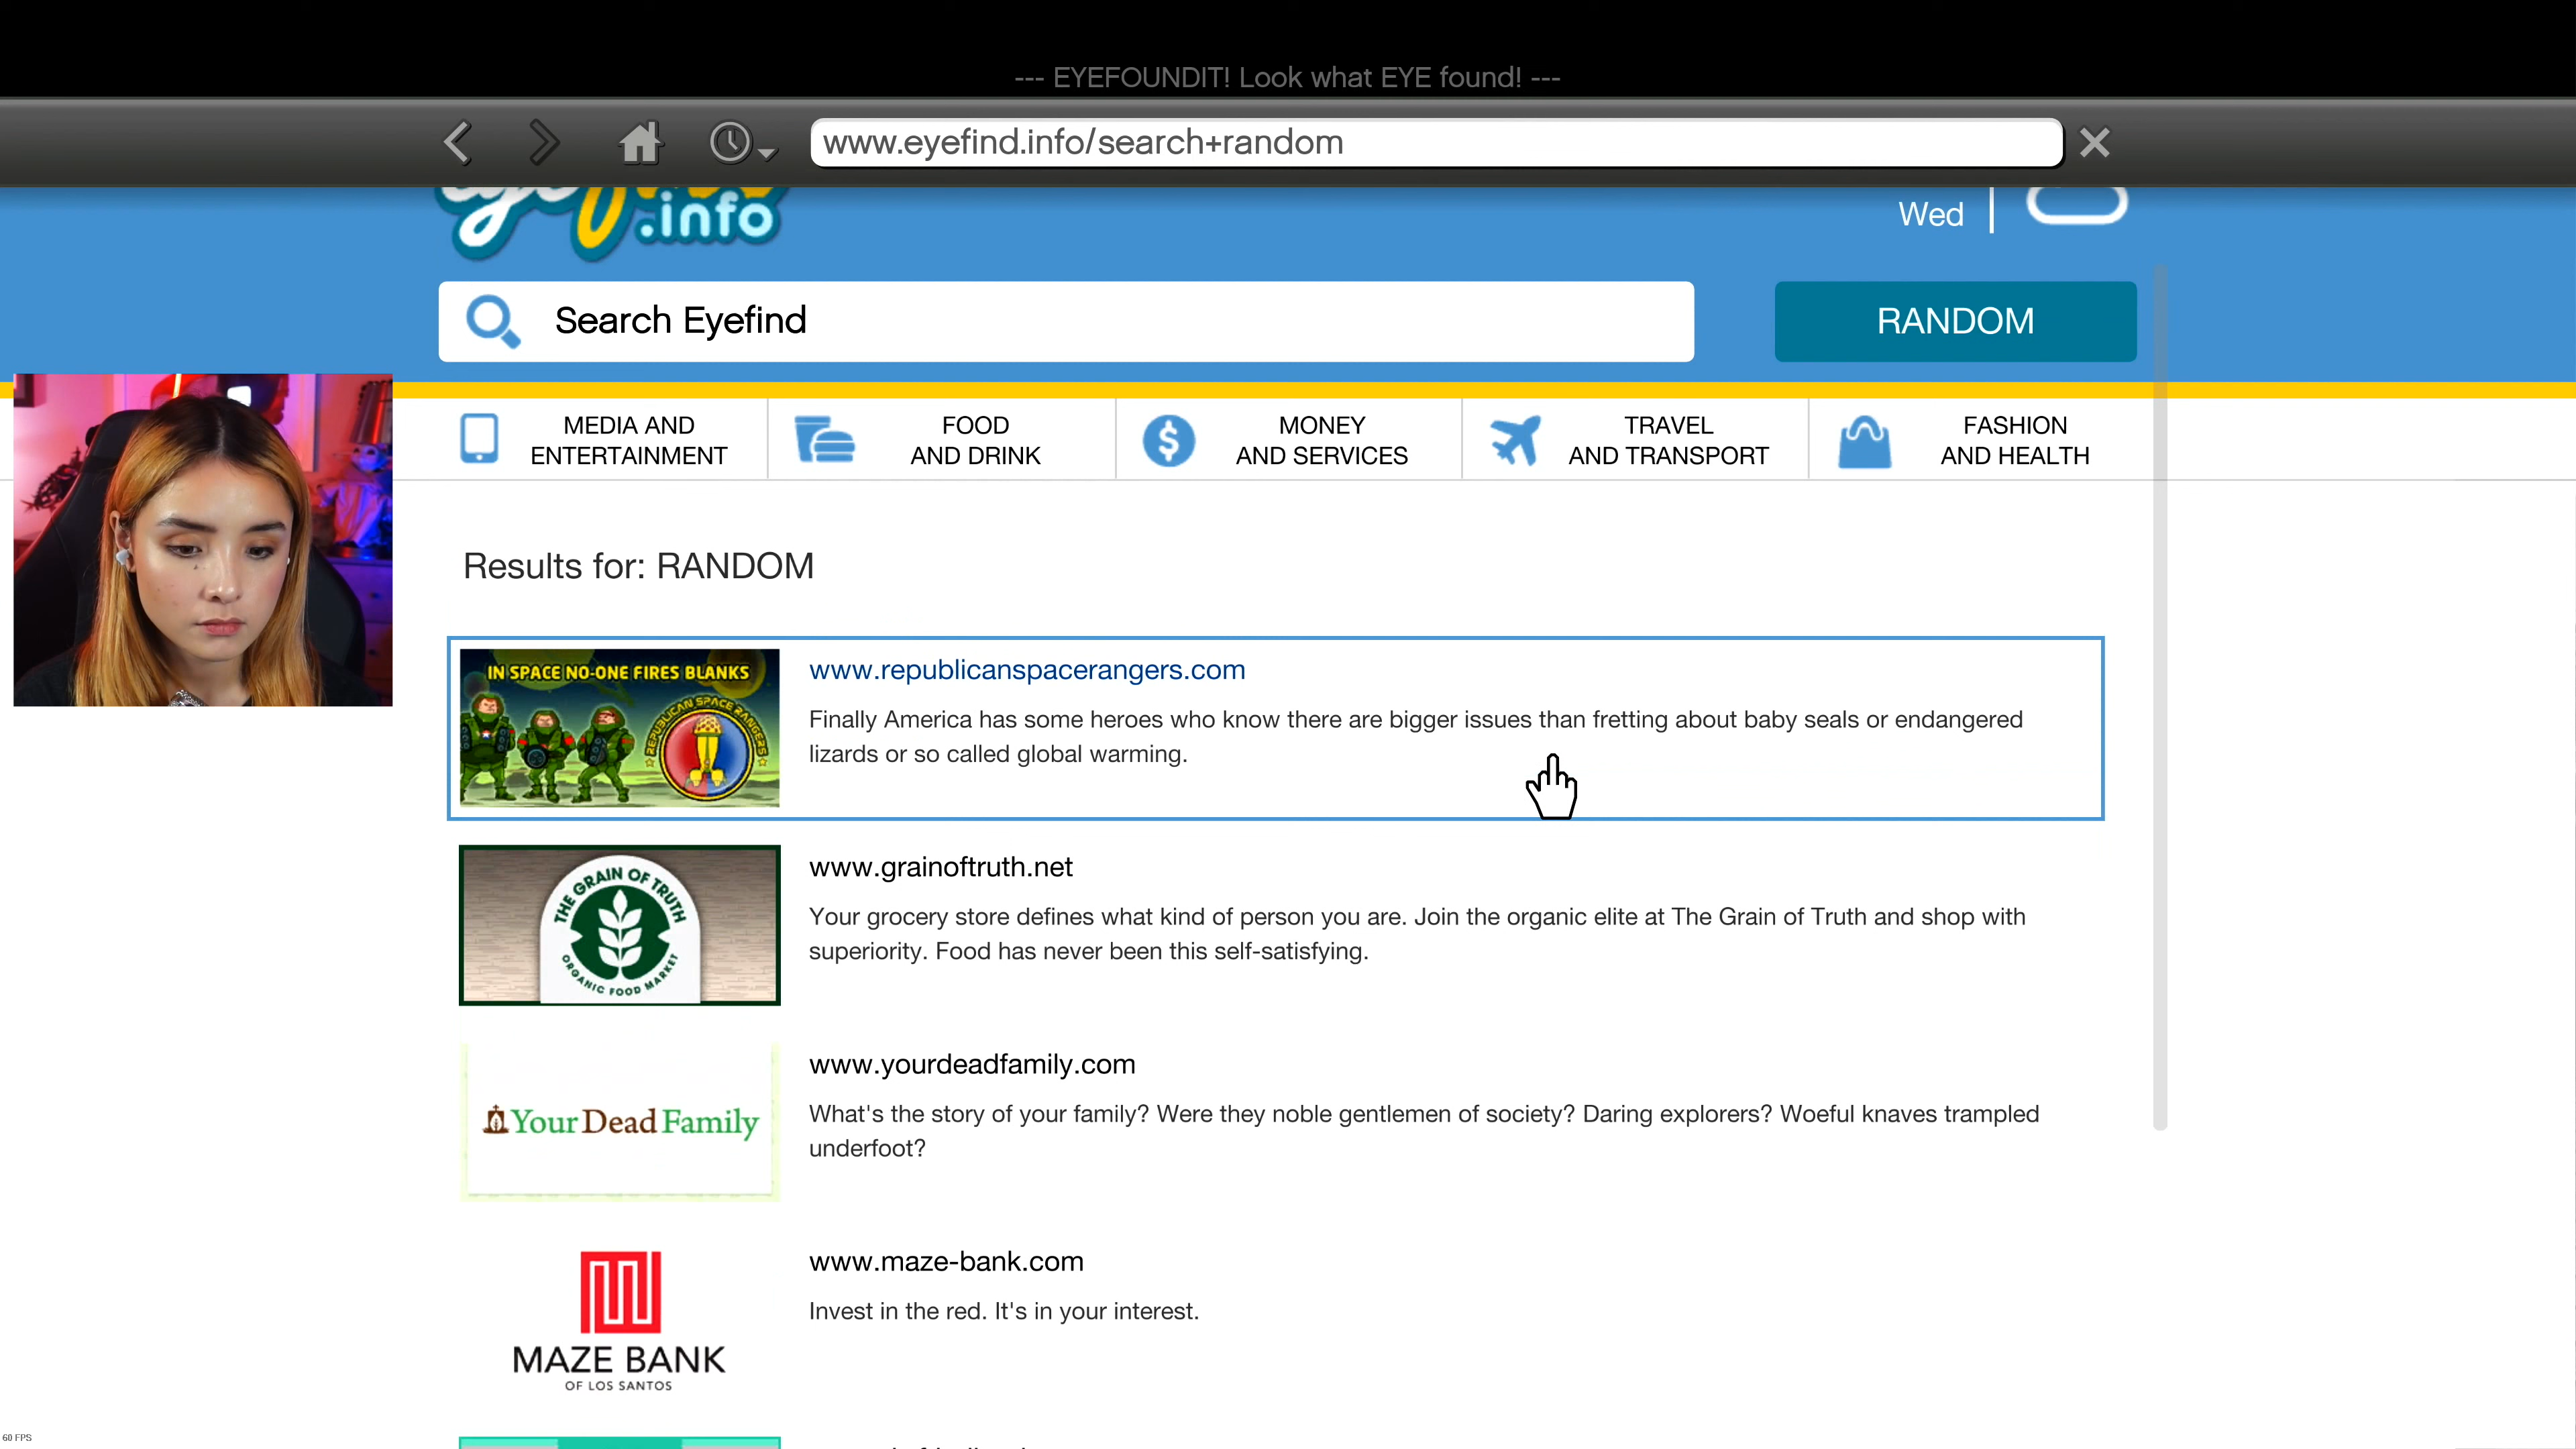 --- EYEFOUNDIT! Look what EYE found! ---
www.eyefind.info/search+random
.info
Wed
Search Eyefind
RANDOM
MEDIA AND
ENTERTAINMENT
FOOD
AND DRINK
MONEY
AND SERVICES
TRAVEL
AND TRANSPORT
FASHION
AND HEALTH
Results for: RANDOM
IN SPACE NO-ONE FIRES BLANKS
REPUBLICAN SPACE RANGERS
www.republicanspacerangers.com
Finally America has some heroes who know there are bigger issues than fretting about baby seals or endangered
lizards or so called global warming.
THE GRAIN OF TRUTH
ORGANIC FOOD MARKET
www.grainoftruth.net
Your grocery store defines what kind of person you are. Join the organic elite at The Grain of Truth and shop with
superiority. Food has never been this self-satisfying.
Your Dead Family
www.yourdeadfamily.com
What's the story of your family? Were they noble gentlemen of society? Daring explorers? Woeful knaves trampled
underfoot?
MAZE BANK
OF LOS SANTOS
www.maze-bank.com
Invest in the red. It's in your interest.
60 FPS